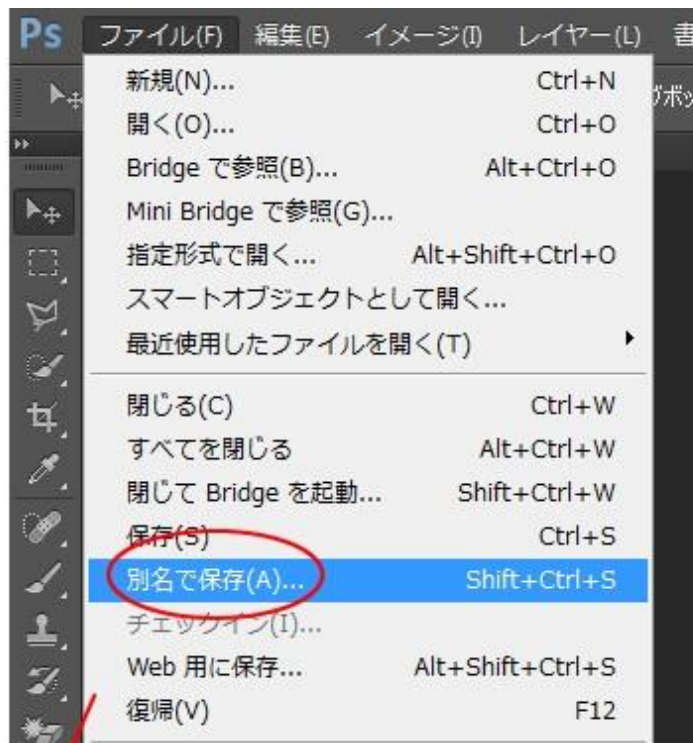 Ps ファイル(F) 編集(E) イメージ(I) レイヤー(L) 書
新規(N)... Ctrl+N
開く(O)... Ctrl+O
Bridge で参照(B)... Alt+Ctrl+O
Mini Bridge で参照(G)...
指定形式で開く... Alt+Shift+Ctrl+O
スマートオブジェクトとして開く...
最近使用したファイルを開く(T)
閉じる(C) Ctrl+W
すべてを閉じる Alt+Ctrl+W
閉じて Bridge を起動... Shift+Ctrl+W
保存(S) Ctrl+S
別名で保存(A)... Shift+Ctrl+S
チェックイン(I)...
Web 用に保存... Alt+Shift+Ctrl+S
復帰(V) F12